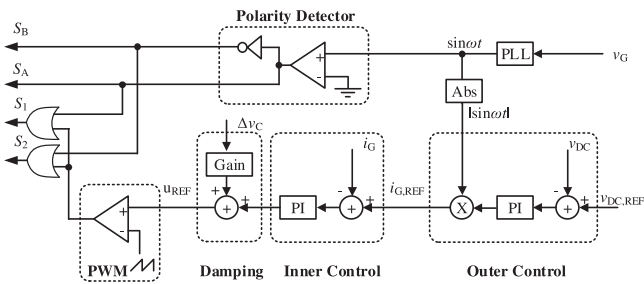 Polarity Detector
S_B
sinωt
PLL
v_G
S_A
+
-
Abs
S_1
|sinωt|
Δv_C
S_2
i_G
v_DC
Gain
u_REF
+
-
i_G,REF
-
+
+
+
PI
+
+
X
PI
+
+
v_DC,REF
+
-
PWM
Damping
Inner Control
Outer Control